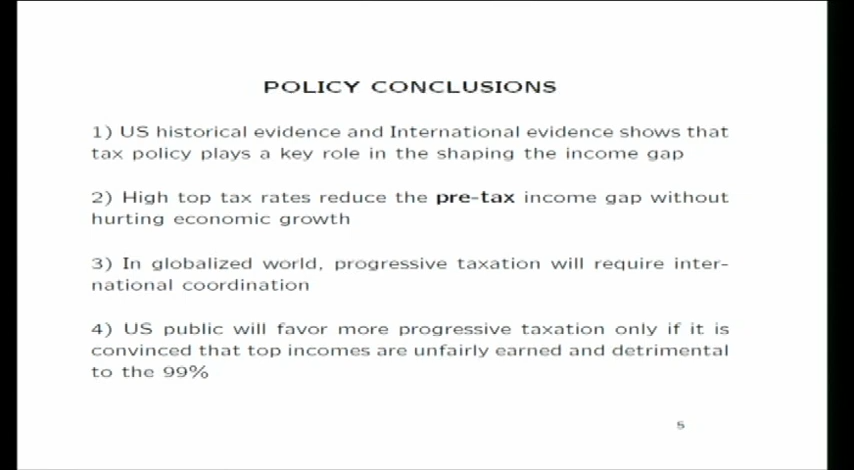 POLICY CONCLUSIONS
1) US historical evidence and International evidence shows that
tax policy plays a key role in the shaping the income gap
2) High top tax rates reduce the pre-tax income gap without
hurting economic growth
3) In globalized world, progressive taxation will require inter-
national coordination
4) US public will favor more progressive taxation only if it is
convinced that top incomes are unfairly earned and detrimental
to the 99%
5